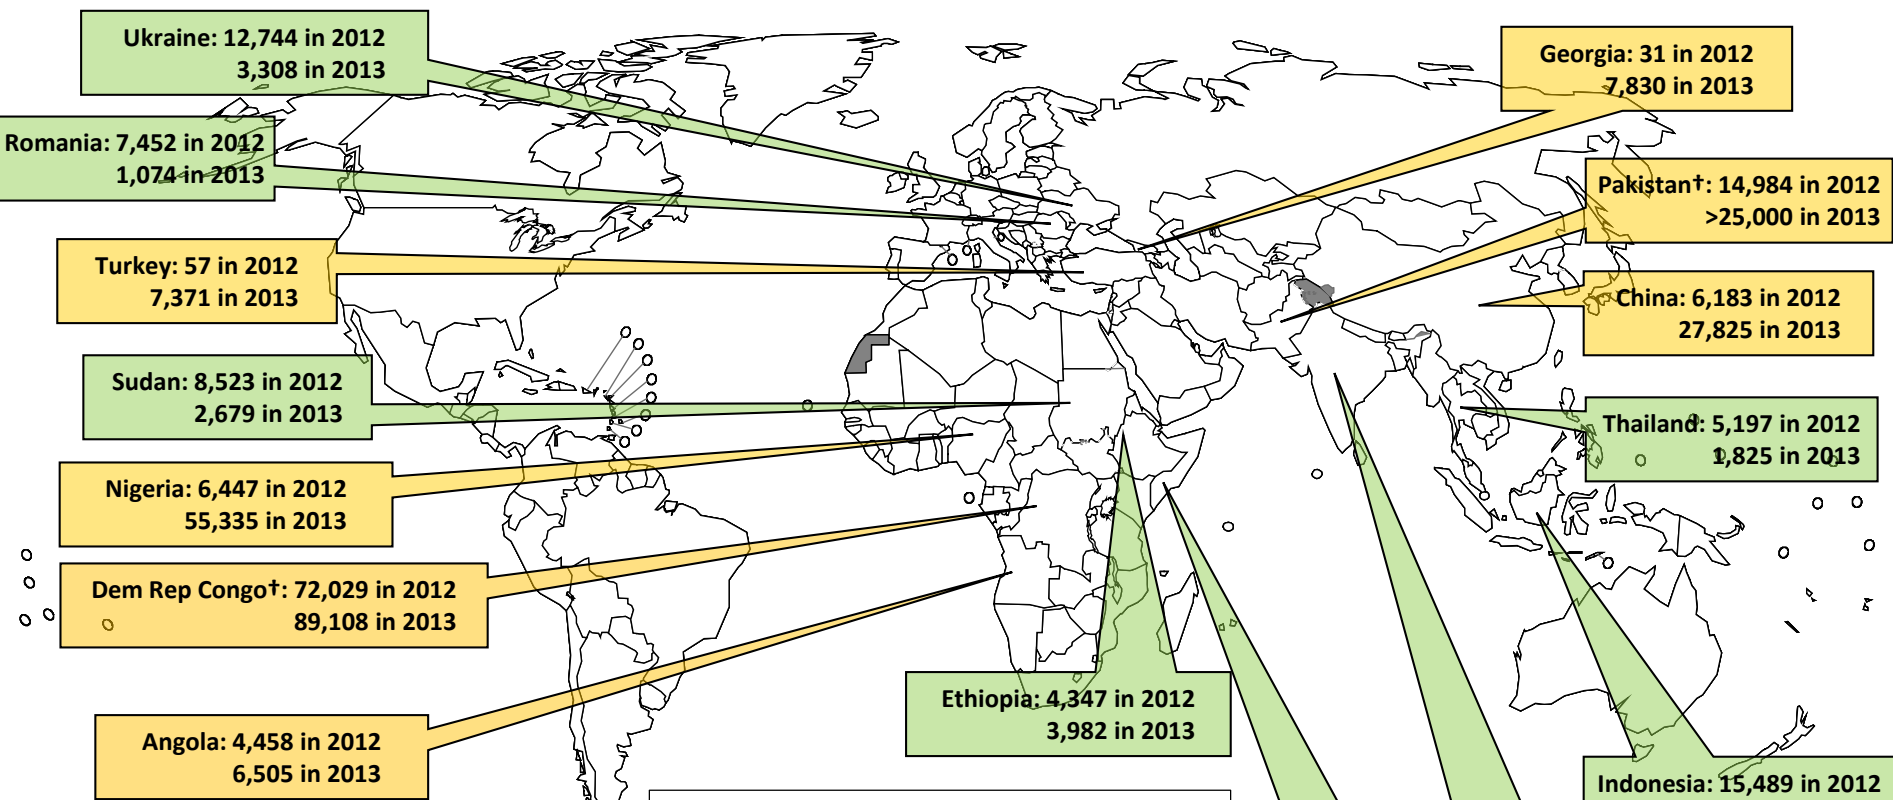 Ukraine: 12,744 in 2012
3,308 in 2013
Georgia: 31 in 2012
7,830 in 2013
Romania: 7,452 in 2012
1,074 in 2013
Pakistan†: 14,984 in 2012
>25,000 in 2013
Turkey: 57 in 2012
7,371 in 2013
China: 6,183 in 2012
27,825 in 2013
Sudan: 8,523 in 2012
2,679 in 2013
Thailand: 5,197 in 2012
1,825 in 2013
Nigeria: 6,447 in 2012
55,335 in 2013
Dem Rep Congo†: 72,029 in 2012
89,108 in 2013
Ethiopia: 4,347 in 2012
3,982 in 2013
Angola: 4,458 in 2012
6,505 in 2013
Indonesia: 15,489 in 2012